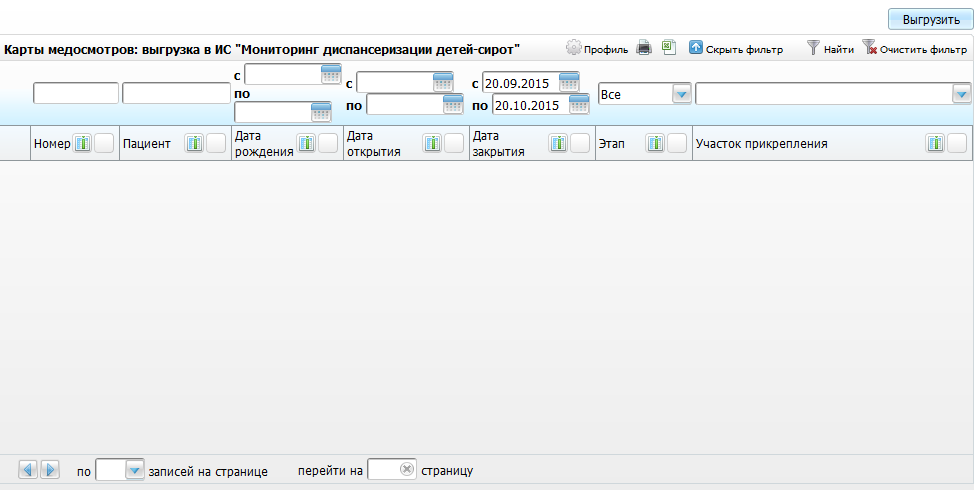 Выгрузить
Карты медосмотров: выгрузка в ИС "Мониторинг диспансеризации детей-сирот" Профиль Скрыть фильтр Найти Очистить фильтр
с
по
с
по
с 20.09.2015
по 20.10.2015
Все
Номер Пациент Дата рождения Дата открытия Дата закрытия Этап Участок прикрепления
по записей на странице перейти на страницу